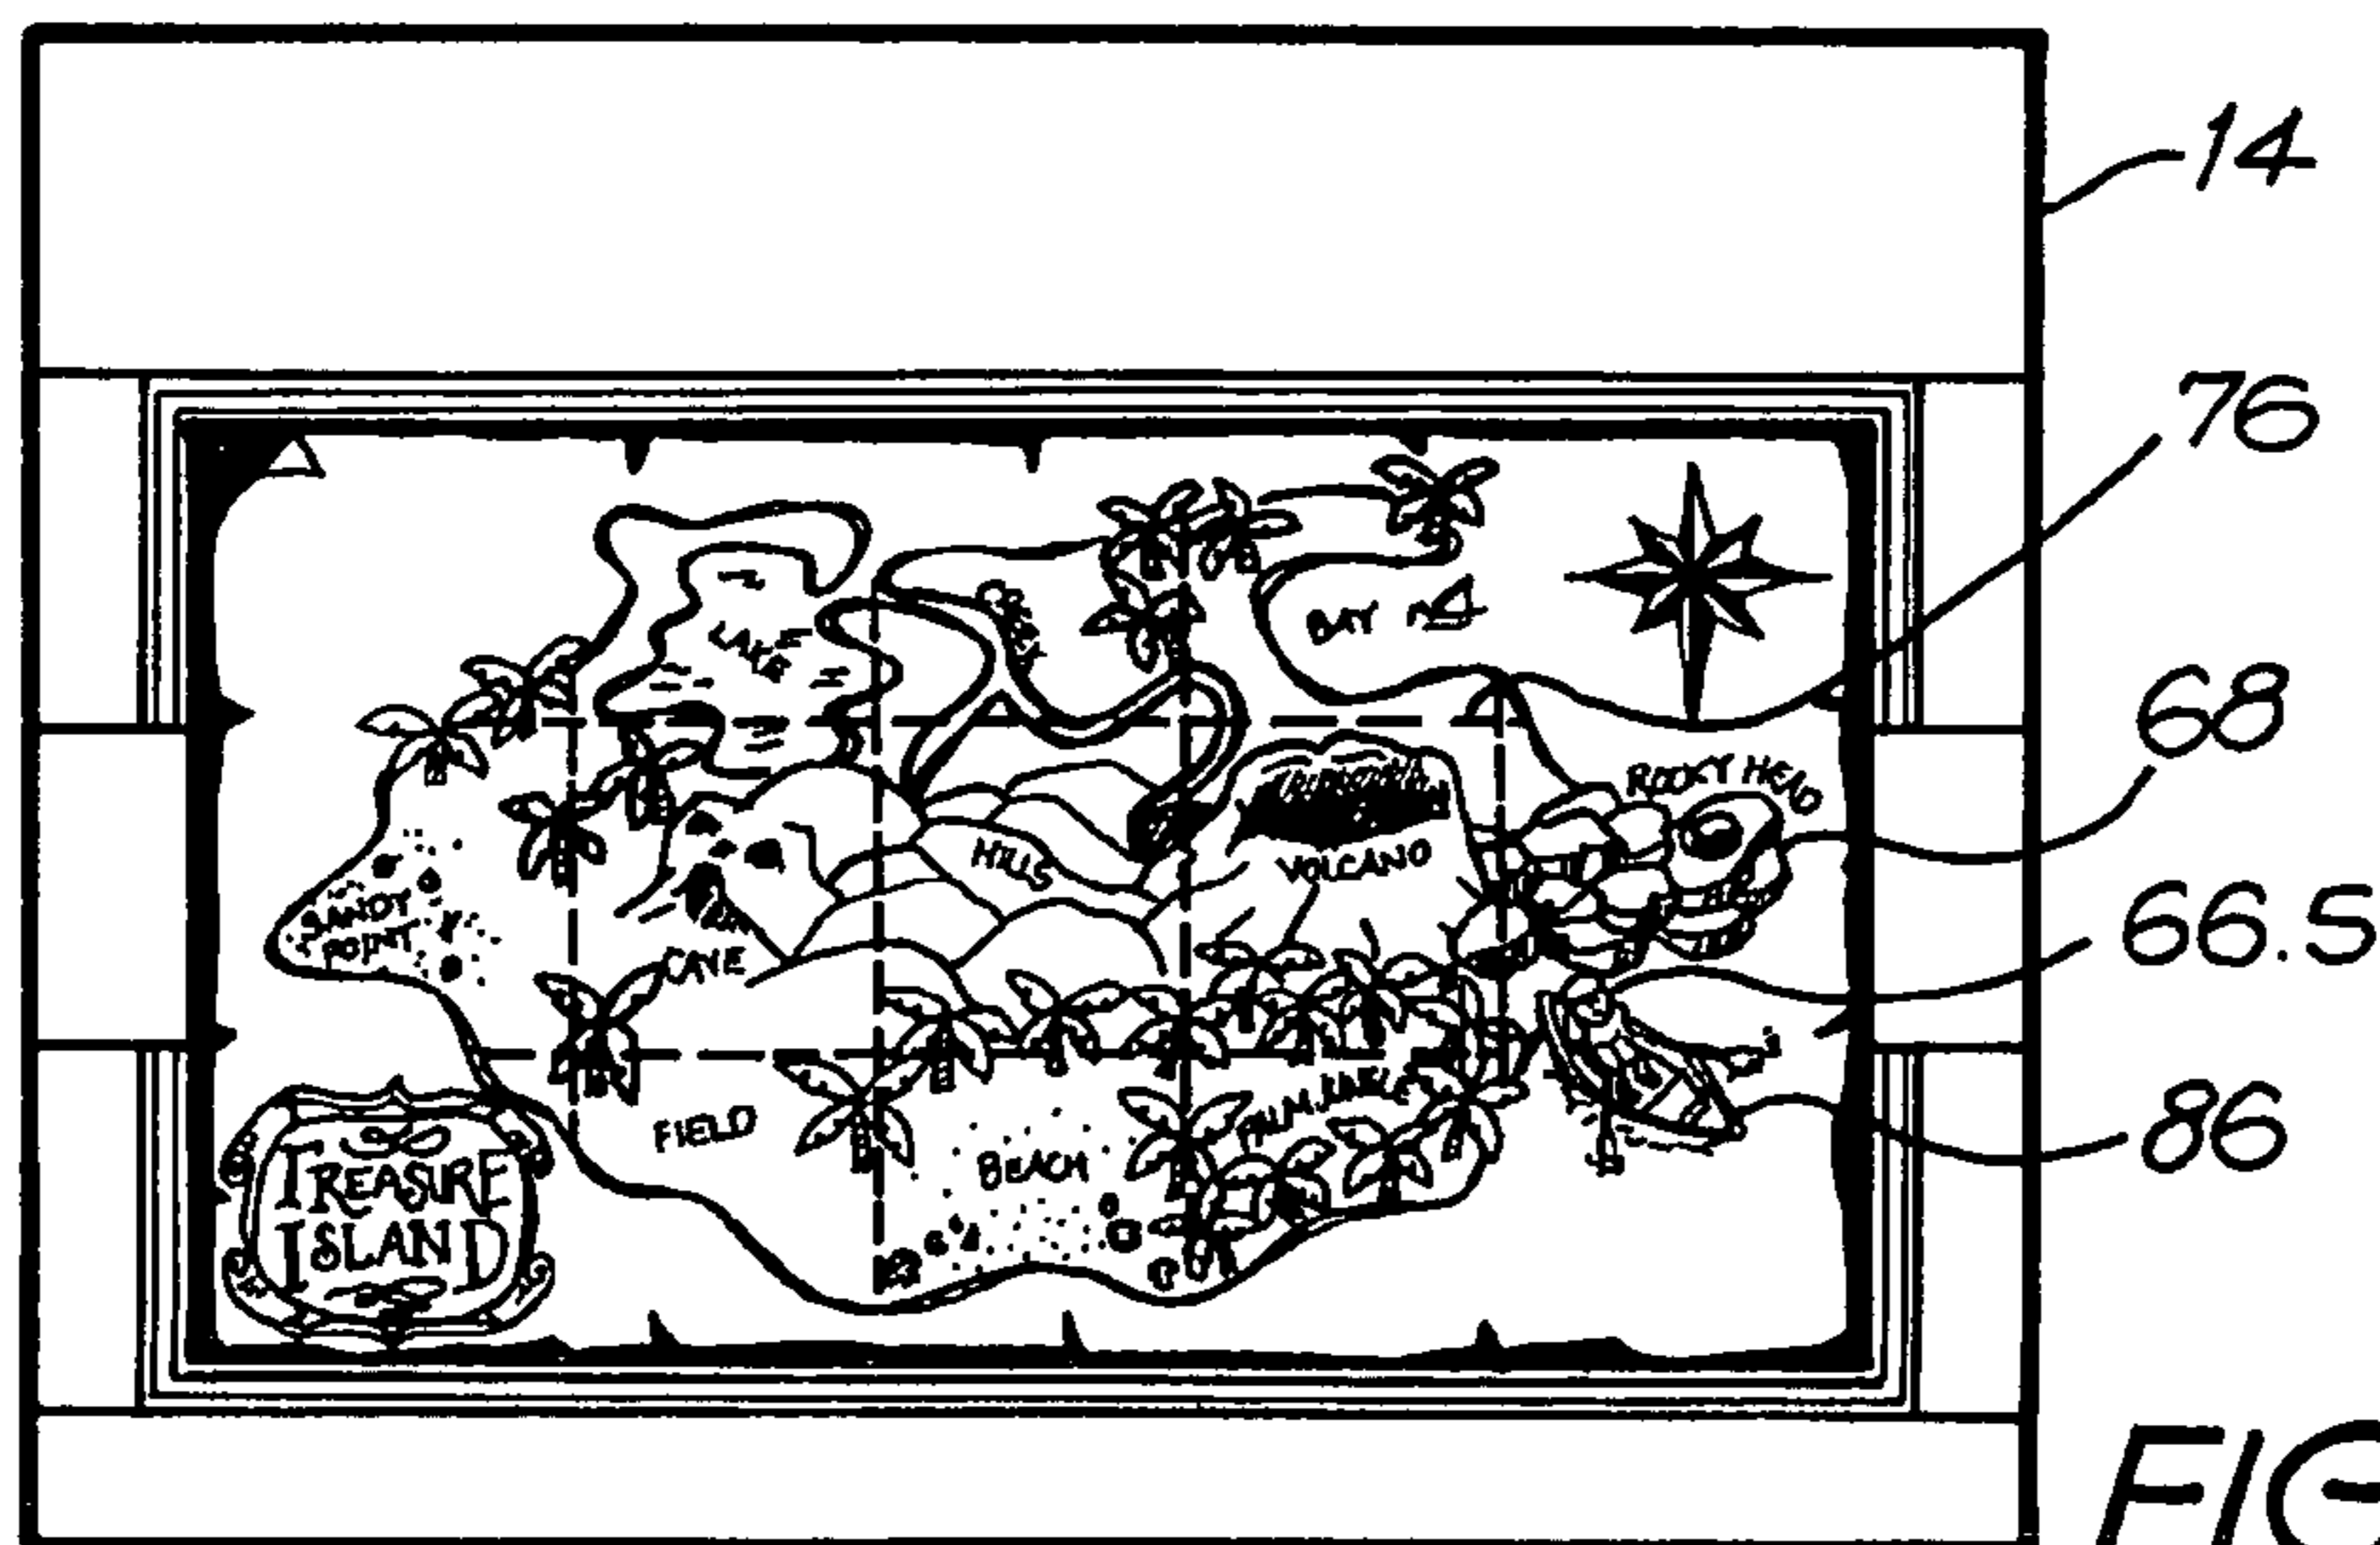 14
76
BAY
CREEK
LAKE
68
ROCKY HEAD
HILLS
VOLCANO
SANDY
POINT
CAVE
66.5
86
FIELD
PALM
BEACH
TREASURE
ISLAND
FIG